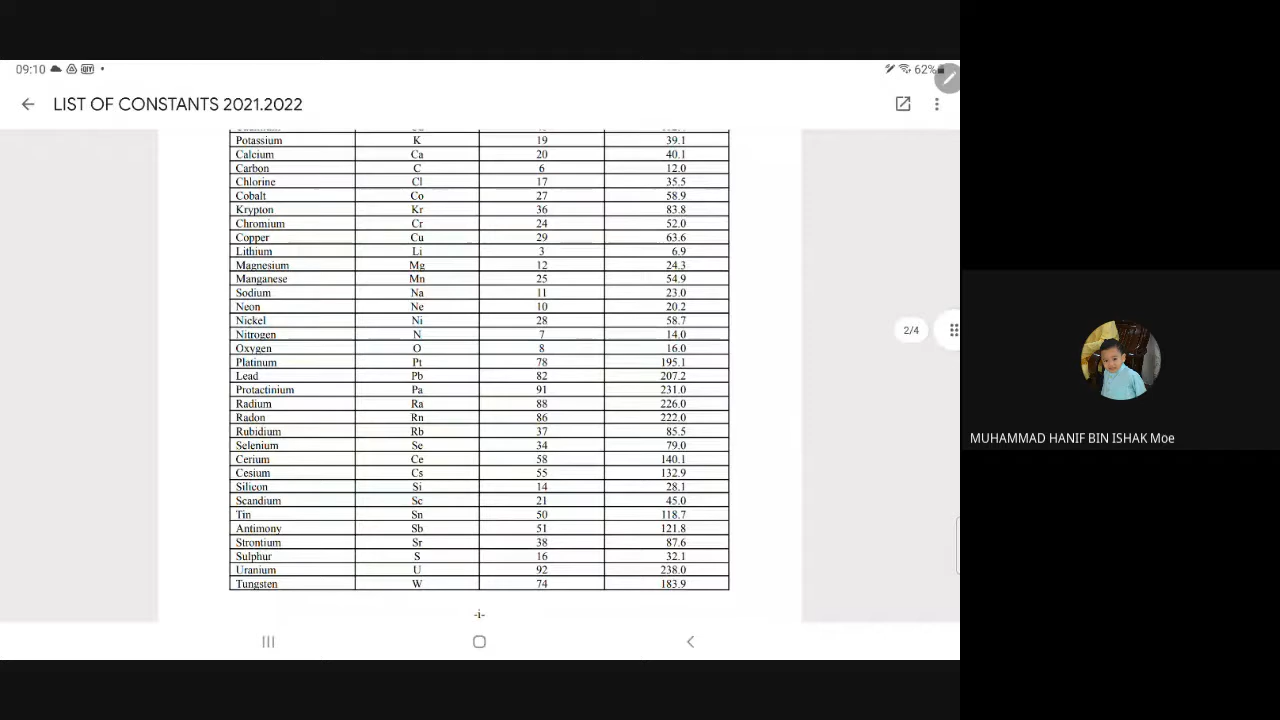 09:10
62%
LIST OF CONSTANTS 2021.2022
Potassium K 19 39.1
Calcium Ca 20 40.1
Carbon C 6 12.0
Chlorine Cl 17 35.5
Cobalt Co 27 58.9
Krypton Kr 36 83.8
Chromium Cr 24 52.0
Copper Cu 29 63.6
Lithium Li 3 6.9
Magnesium Mg 12 24.3
Manganese Mn 25 54.9
Sodium Na 11 23.0
Neon Ne 10 20.2
Nickel Ni 28 58.7
Nitrogen N 7 14.0
Oxygen O 8 16.0
Platinum Pt 78 195.1
Lead Pb 82 207.2
Protactinium Pa 91 231.0
Radium Ra 88 226.0
Radon Rn 86 222.0
Rubidium Rb 37 85.5
Selenium Se 34 79.0
Cerium Ce 58 140.1
Cesium Cs 55 132.9
Silicon Si 14 28.1
Scandium Sc 21 45.0
Tin Sn 50 118.7
Antimony Sb 51 121.8
Strontium Sr 38 87.6
Sulphur S 16 32.1
Uranium U 92 238.0
Tungsten W 74 183.9
-i-
2/4
MUHAMMAD HANIF BIN ISHAK Moe